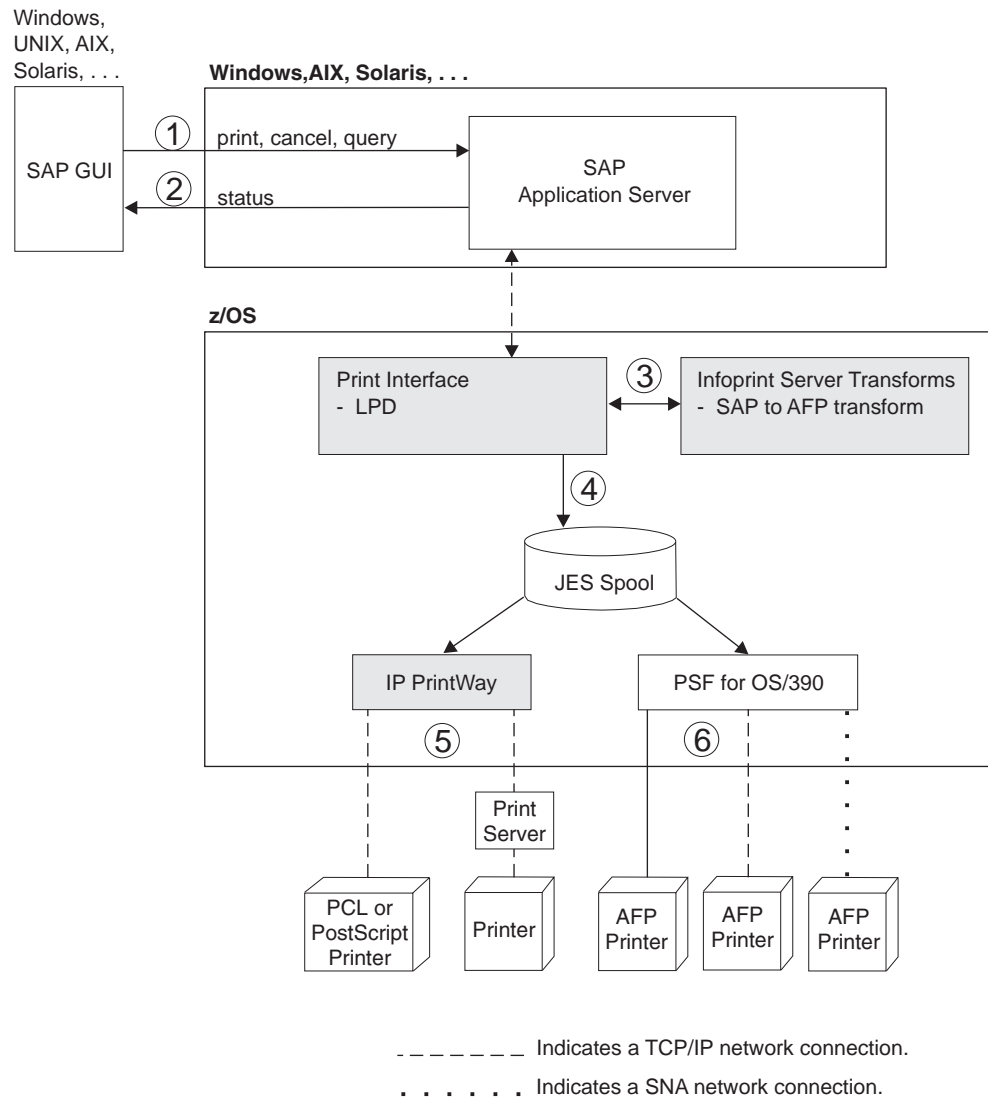 Windows,
UNIX, AIX,
Solaris, . . .
Windows,AIX, Solaris, . . .
SAP GUI
1
print, cancel, query
2
status
SAP
Application Server
z/OS
Print Interface
- LPD
3
Infoprint Server Transforms
- SAP to AFP transform
4
JES Spool
IP PrintWay
PSF for OS/390
5
6
Print
Server
PCL or
PostScript
Printer
Printer
AFP
Printer
AFP
Printer
AFP
Printer
Indicates a TCP/IP network connection.
Indicates a SNA network connection.